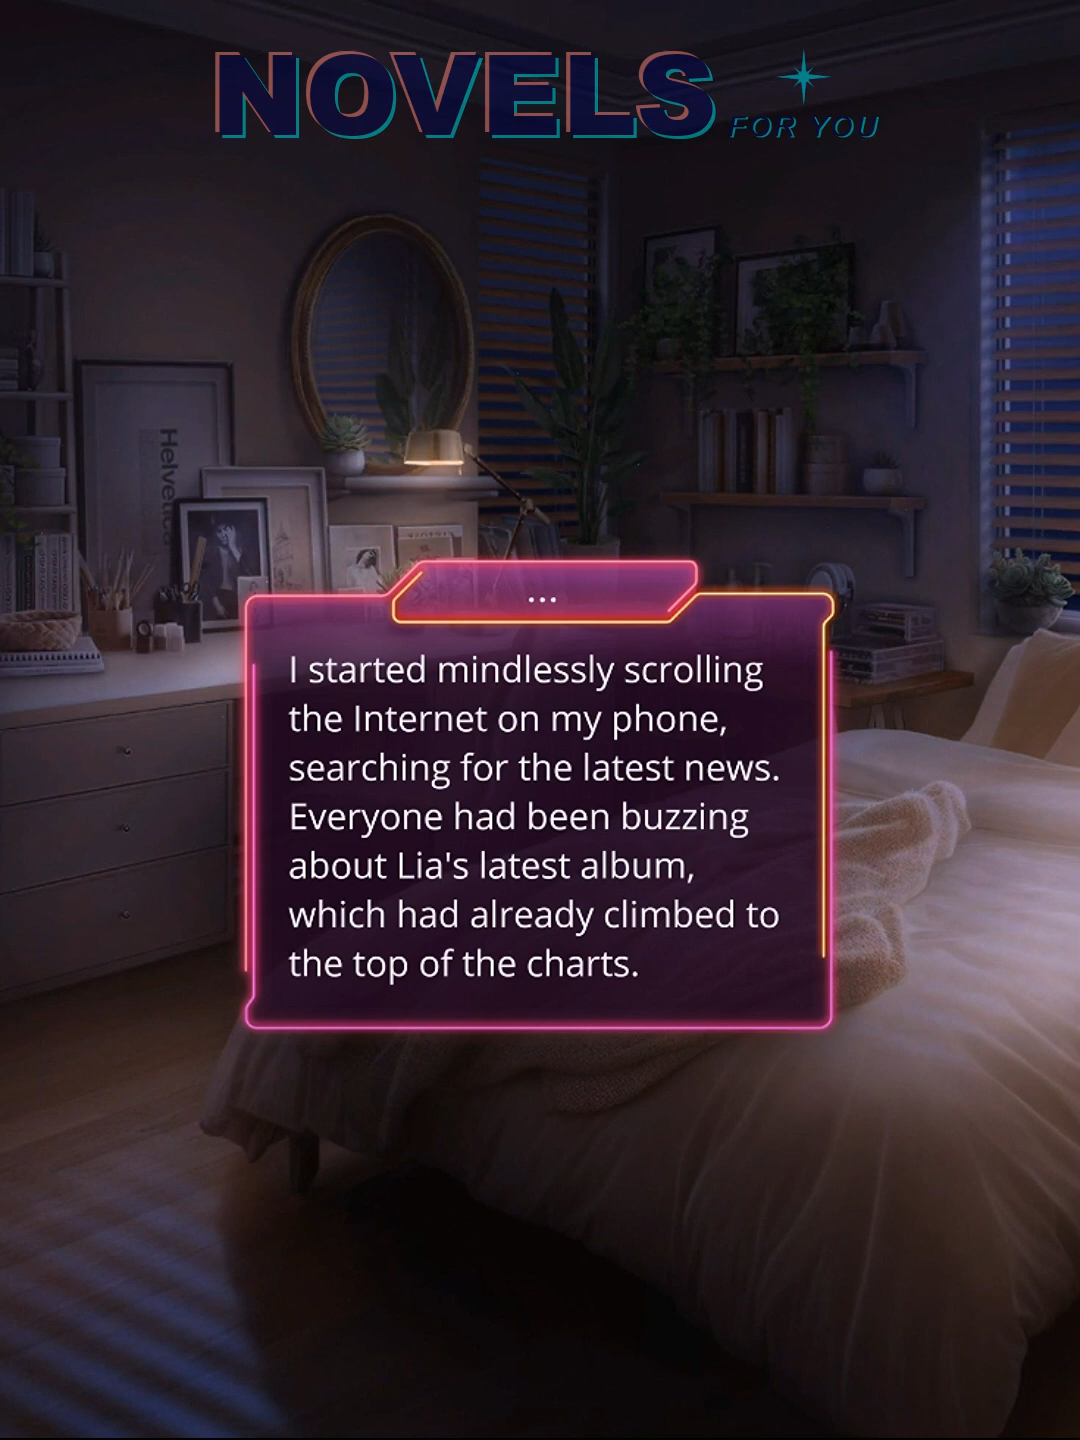 NOVELS
FOR YOU
Helvetica
...
I started mindlessly scrolling
the Internet on my phone,
searching for the latest news.
Everyone had been buzzing
about Lia's latest album,
which had already climbed to
the top of the charts.